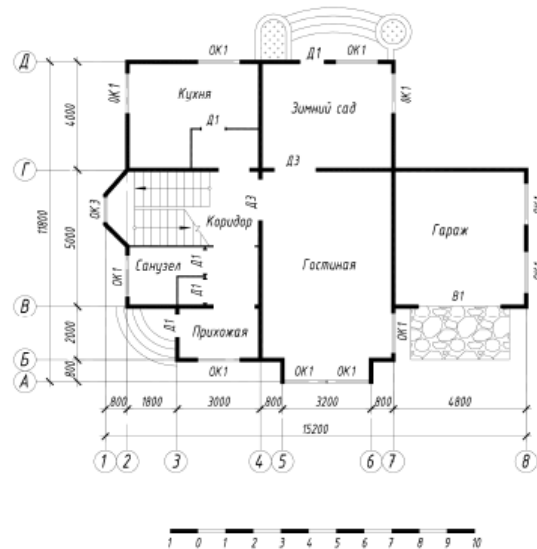 ОК1
Д1
ОК1
Д
ОК1
Кухня
ОК1
4000
Зимний сад
Д1
Г
Д3
11800
ОК3
5000
Д3
Коридор
Гараж
ОК1
Санузел
Д1
Гостиная
ОК1
ОК1
Д1
В1
В
2000
Д1
Прихожая
ОК1
Б
800
А
ОК1
ОК1
ОК1
800 1800 3000 800 3200 800 4800
15200
1 2 3 4 5 6 7 8
1 0 1 2 3 4 5 6 7 8 9 10